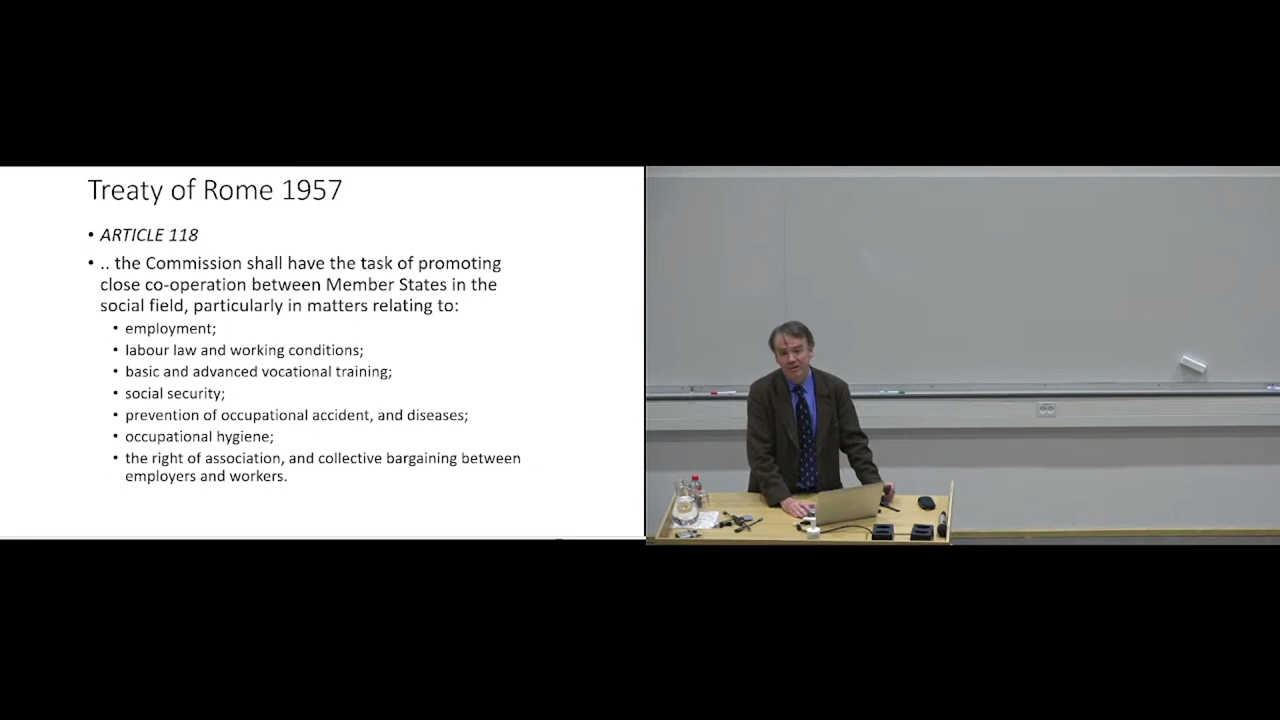 Treaty of Rome 1957
• ARTICLE 118
• .. the Commission shall have the task of promoting
close co-operation between Member States in the
social field, particularly in matters relating to:
• employment;
• labour law and working conditions;
• basic and advanced vocational training;
• social security;
• prevention of occupational accident, and diseases;
• occupational hygiene;
• the right of association, and collective bargaining between
employers and workers.